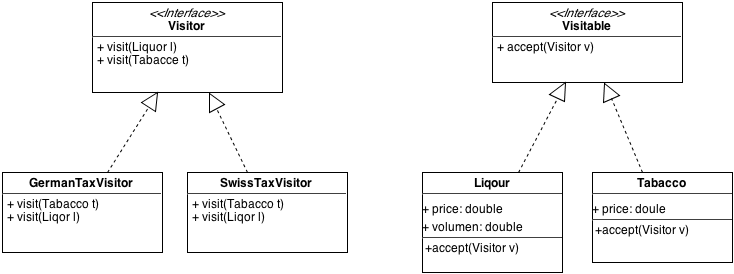 <<Interface>>
Visitor
+ visit(Liquor l)
+ visit(Tabacce t)
<<Interface>>
Visitable
+ accept(Visitor v)
GermanTaxVisitor
+ visit(Tabacco t)
+ visit(Liqor l)
SwissTaxVisitor
+ visit(Tabacco t)
+ visit(Liqor l)
Liqour
+ price: double
+ volumen: double
+accept(Visitor v)
Tabacco
+ price: doule
+accept(Visitor v)